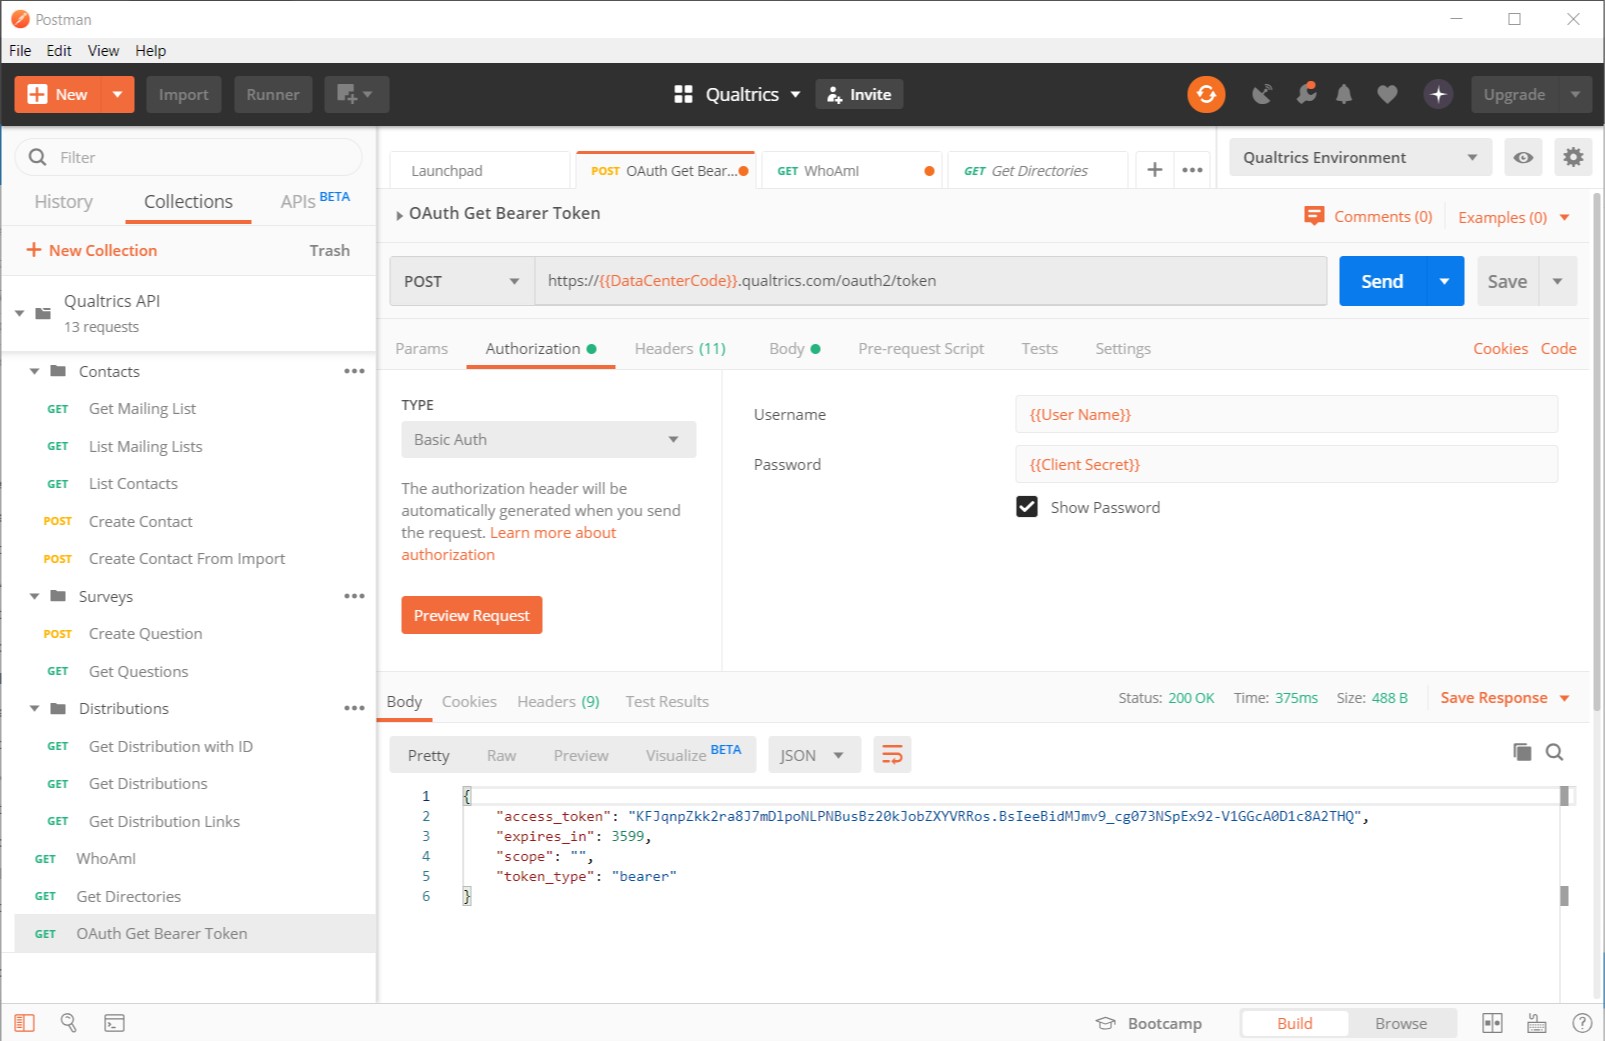 Postman
File Edit View Help
New Import Runner Qualtrics Invite Upgrade
Filter
History Collections APIs BETA
New Collection Trash
Qualtrics API
13 requests
Contacts
GET Get Mailing List
GET List Mailing Lists
GET List Contacts
POST Create Contact
POST Create Contact From Import
Surveys
POST Create Question
GET Get Questions
Distributions
GET Get Distribution with ID
GET Get Distributions
GET Get Distribution Links
GET WhoAmI
GET Get Directories
GET OAuth Get Bearer Token
Launchpad POST OAuth Get Bear... GET WhoAmI GET Get Directories Qualtrics Environment
OAuth Get Bearer Token Comments (0) Examples (0)
POST https://{{DataCenterCode}}.qualtrics.com/oauth2/token Send Save
Params Authorization Headers (11) Body Pre-request Script Tests Settings Cookies Code
TYPE
Basic Auth
The authorization header will be
automatically generated when you send
the request. Learn more about
authorization
Preview Request
Username {{User Name}}
Password {{Client Secret}}
Show Password
Body Cookies Headers (9) Test Results Status: 200 OK Time: 375ms Size: 488 B Save Response
Pretty Raw Preview Visualize BETA JSON
1 {
2 "access_token": "KFJqnpZkk2ra8J7mDlpoNLPNBusBz20kJobZXYVRRos.BsIeeBidMJmv9_cg073NSpEx92-V1GGcA0D1c8A2THQ",
3 "expires_in": 3599,
4 "scope": "",
5 "token_type": "bearer"
6 }
Bootcamp Build Browse